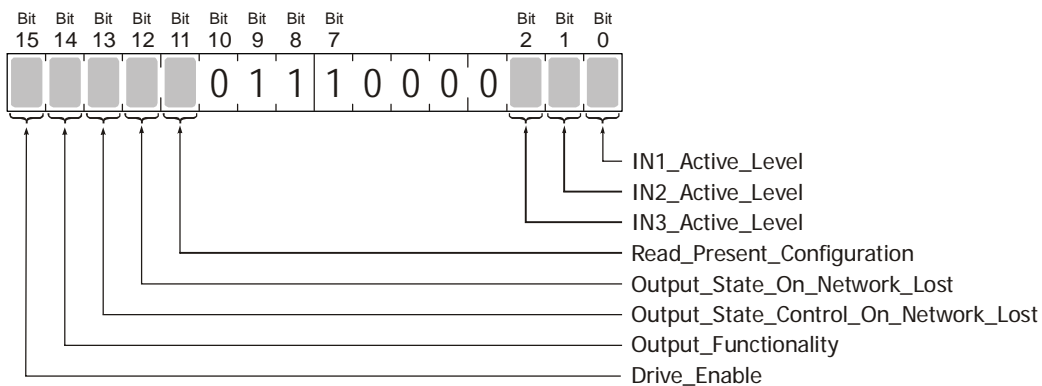 Bit Bit Bit Bit Bit Bit Bit Bit Bit Bit Bit Bit
15 14 13 12 11 10 9 8 7 2 1 0
0 1 1 1 0 0 0 0
IN1_Active_Level
IN2_Active_Level
IN3_Active_Level
Read_Present_Configuration
Output_State_On_Network_Lost
Output_State_Control_On_Network_Lost
Output_Functionality
Drive_Enable